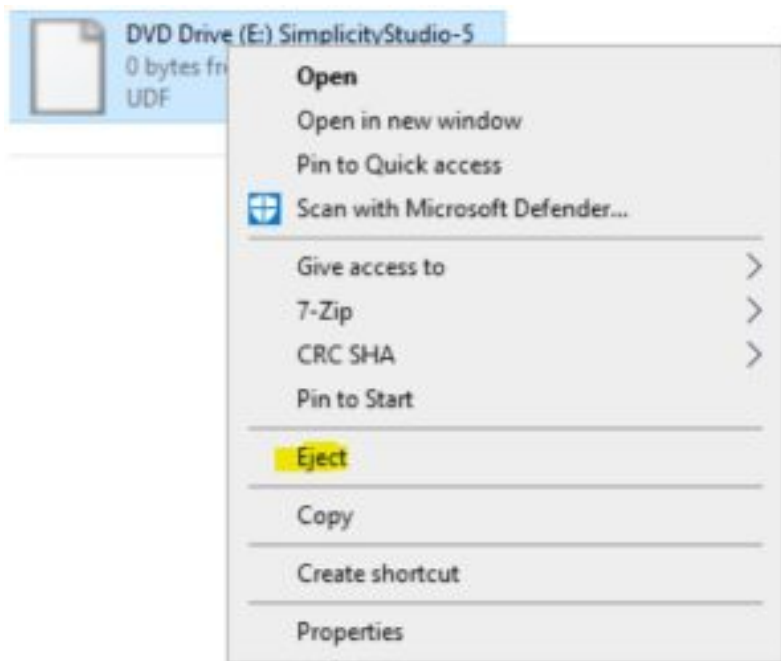 DVD Drive (E:) SimplicityStudio-5
0 bytes fr
UDF
Open
Open in new window
Pin to Quick access
Scan with Microsoft Defender...
Give access to
7-Zip
CRC SHA
Pin to Start
Eject
Copy
Create shortcut
Properties